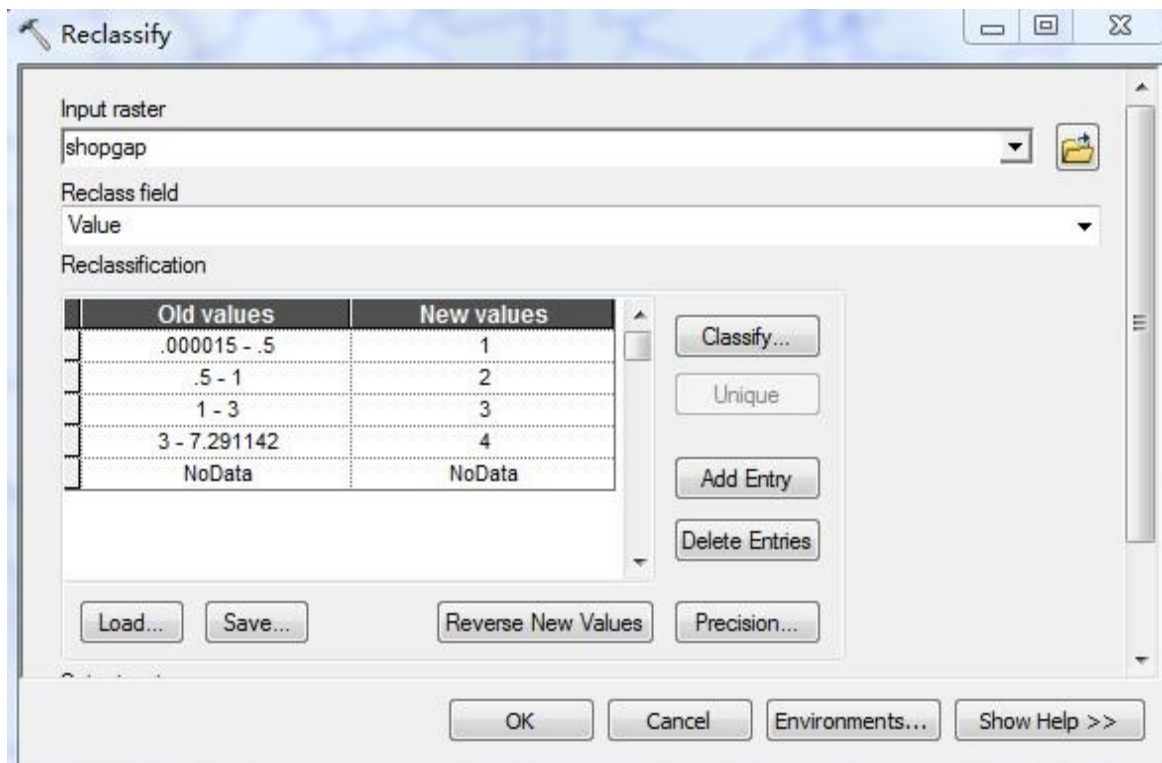 Reclassify
Input raster
shopgap
Reclass field
Value
Reclassification
Old values New values
.000015 - .5 1
.5 - 1 2
1 - 3 3
3 - 7.291142 4
NoData NoData
Classify...
Unique
Add Entry
Delete Entries
Load... Save... Reverse New Values Precision...
OK Cancel Environments... Show Help >>